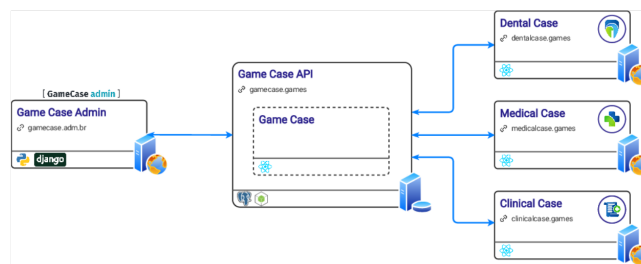 [ GameCase admin ]
Game Case Admin
gamecase.adm.br
django
Game Case API
gamecase.games
Game Case
Dental Case
dentalcase.games
Medical Case
medicalcase.games
Clinical Case
clinicalcase.games